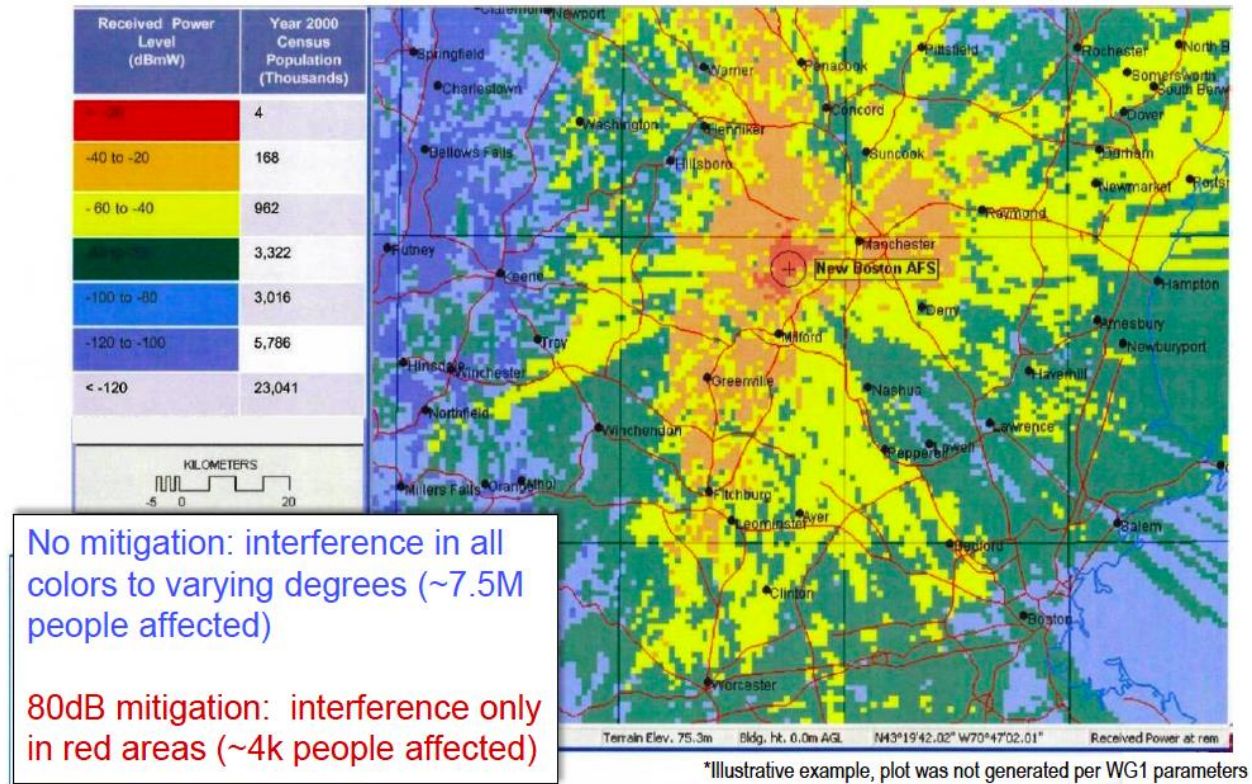 Received Power
Level
(dBmW)
Year 2000
Census
Population
(Thousands)
4
-40 to -20
168
- 60 to -40
962
3,322
-100 to -80
3,016
-120 to -100
5,786
< -120
23,041
KILOMETERS
-5 0 20
Newport
Springfield
Charlestown
Warner
Penacook
Pittsfield
Rochester
Somersworth
South Berw
Washington
Henniker
Concord
Dover
Bellows Falls
Hillsboro
Suncook
Durham
Newmarket
Ports
Raymond
Putney
Manchester
Keene
New Boston AFS
Hampton
Derry
Amesbury
Troy
Milford
Newburyport
Hinsdale
Winchester
Greenville
Nashua
Haverhill
Northfield
Winchendon
Lawrence
Pepperell
Lowell
Millers Falls
Orange
Athol
Fitchburg
Leominster
Ayer
Salem
Bedford
Clinton
Boston
Worcester
Terrain Elev. 75.3m Bldg. ht. 0.0m AGL N43°19'42.02" W70°47'02.01" Received Power at rem
No mitigation: interference in all
colors to varying degrees (~7.5M
people affected)
80dB mitigation: interference only
in red areas (~4k people affected)
*Illustrative example, plot was not generated per WG1 parameters